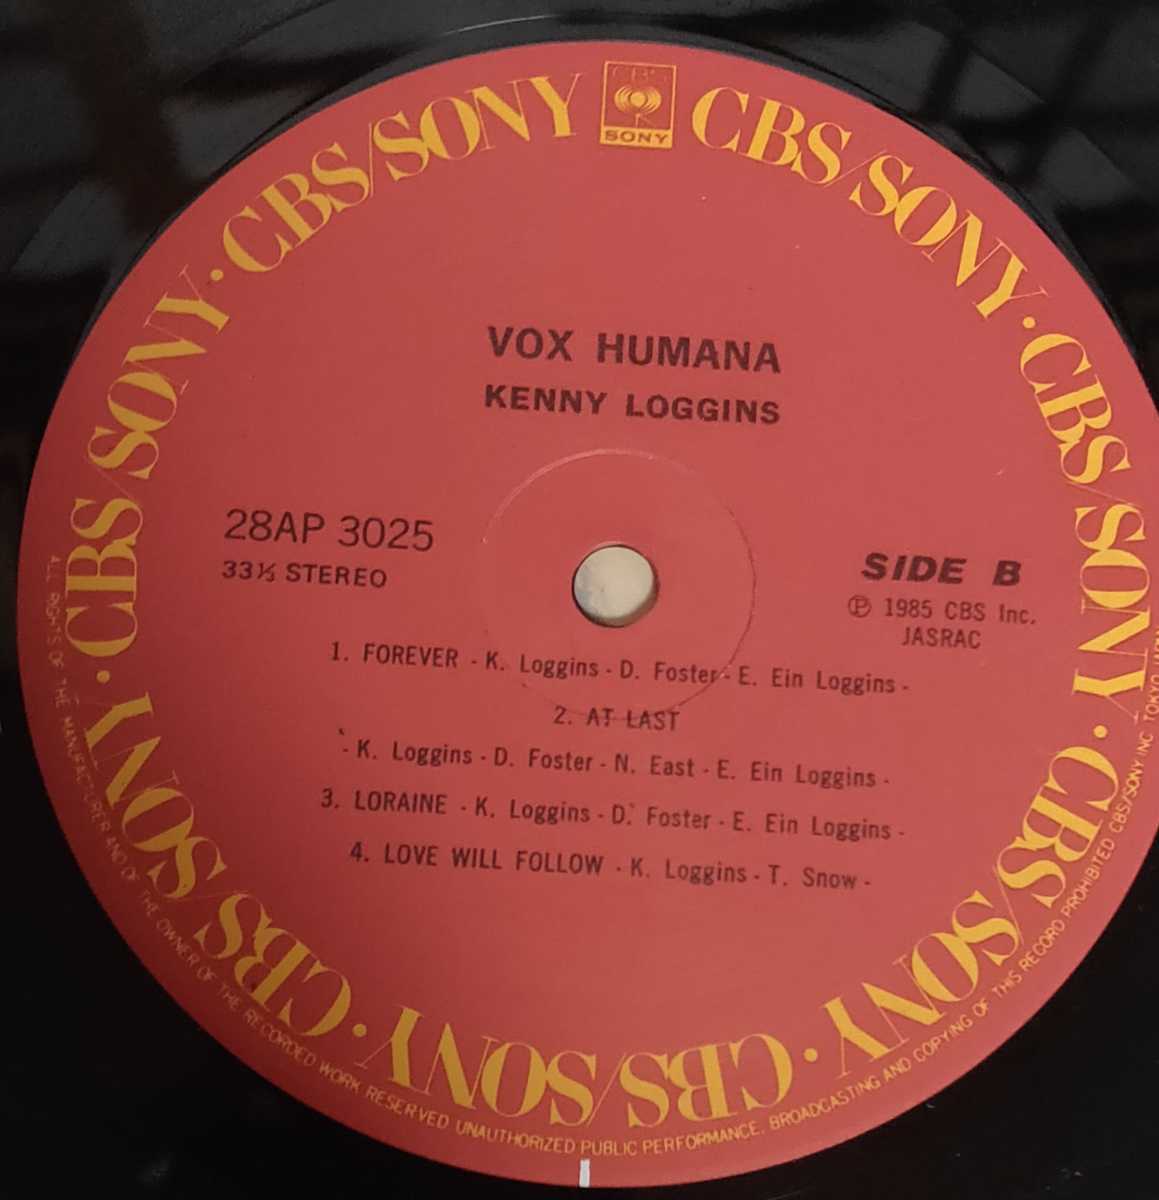 CBS
SONY
CBS/SONY · CBS/SONY · CBS/SONY · CBS/SONY · CBS/SONY · CBS/SONY · CBS/SONY · CBS/SONY · CBS/SONY
VOX HUMANA
KENNY LOGGINS
28AP 3025
33⅓ STEREO
SIDE B
Ⓟ 1985 CBS Inc.
JASRAC
1. FOREVER - K. Loggins - D. Foster - E. Ein Loggins -
2. AT LAST
- K. Loggins - D. Foster - N. East - E. Ein Loggins -
3. LORAINE - K. Loggins - D. Foster - E. Ein Loggins -
4. LOVE WILL FOLLOW - K. Loggins - T. Snow -
ALL RIGHTS OF THE MANUFACTURER AND OF THE OWNER OF THE RECORDED WORK RESERVED UNAUTHORIZED PUBLIC PERFORMANCE, BROADCASTING AND COPYING OF THIS RECORD PROHIBITED CBS/SONY INC TOKYO JAPAN